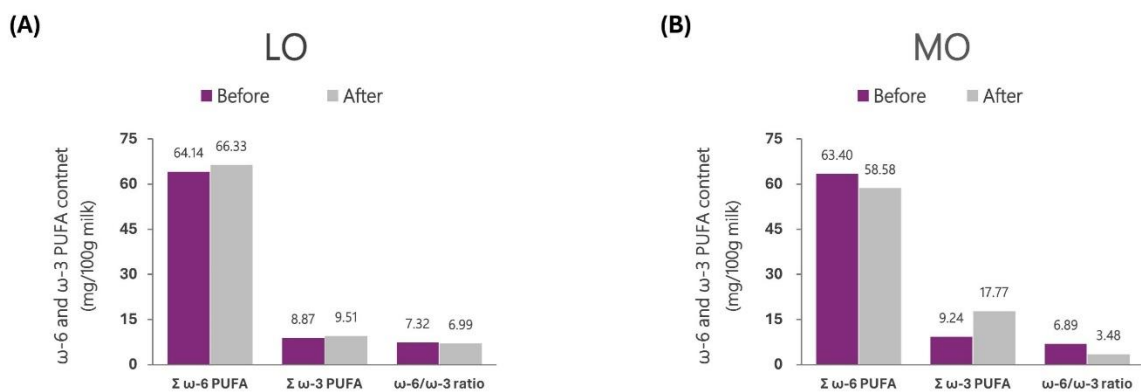 (A)
LO
Before After
ω-6 and ω-3 PUFA contnet
(mg/100g milk)
75
60
45
30
15
0
64.14 66.33
8.87 9.51
7.32 6.99
Σ ω-6 PUFA Σ ω-3 PUFA ω-6/ω-3 ratio
(B)
MO
Before After
ω-6 and ω-3 PUFA contnet
(mg/100g milk)
75
60
45
30
15
0
63.40 58.58
9.24 17.77
6.89 3.48
Σ ω-6 PUFA Σ ω-3 PUFA ω-6/ω-3 ratio